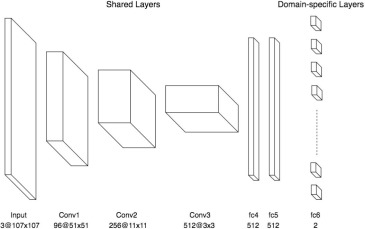 Shared Layers
Domain-specific Layers
Input Conv1 Conv2 Conv3 fc4 fc5 fc6
3@107x107 96@51x51 256@11x11 512@3x3 512 512 2